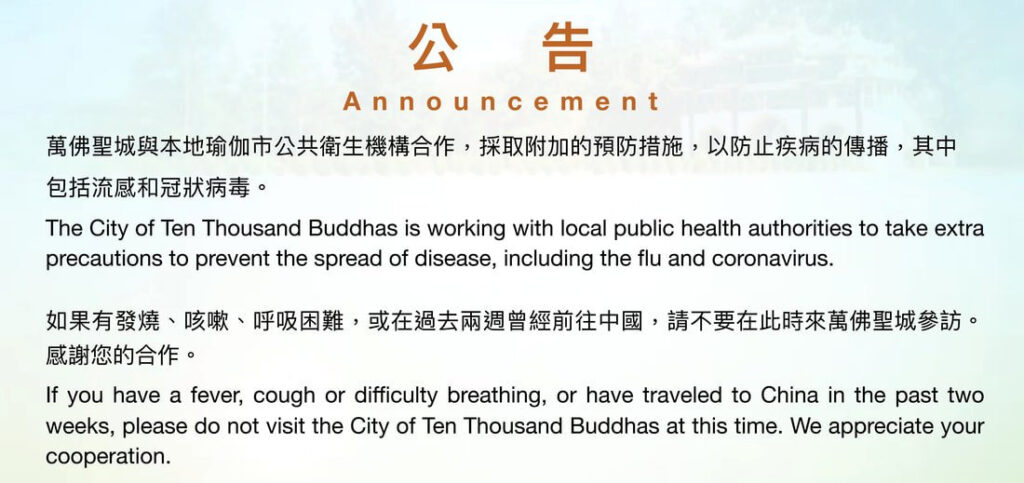 公 告
Announcement
萬佛聖城與本地瑜伽市公共衛生機構合作，採取附加的預防措施，以防止疾病的傳播，其中
包括流感和冠狀病毒。
The City of Ten Thousand Buddhas is working with local public health authorities to take extra
precautions to prevent the spread of disease, including the flu and coronavirus.
如果有發燒、咳嗽、呼吸困難，或在過去兩週曾經前往中國，請不要在此時來萬佛聖城參訪。
感謝您的合作。
If you have a fever, cough or difficulty breathing, or have traveled to China in the past two
weeks, please do not visit the City of Ten Thousand Buddhas at this time. We appreciate your
cooperation.